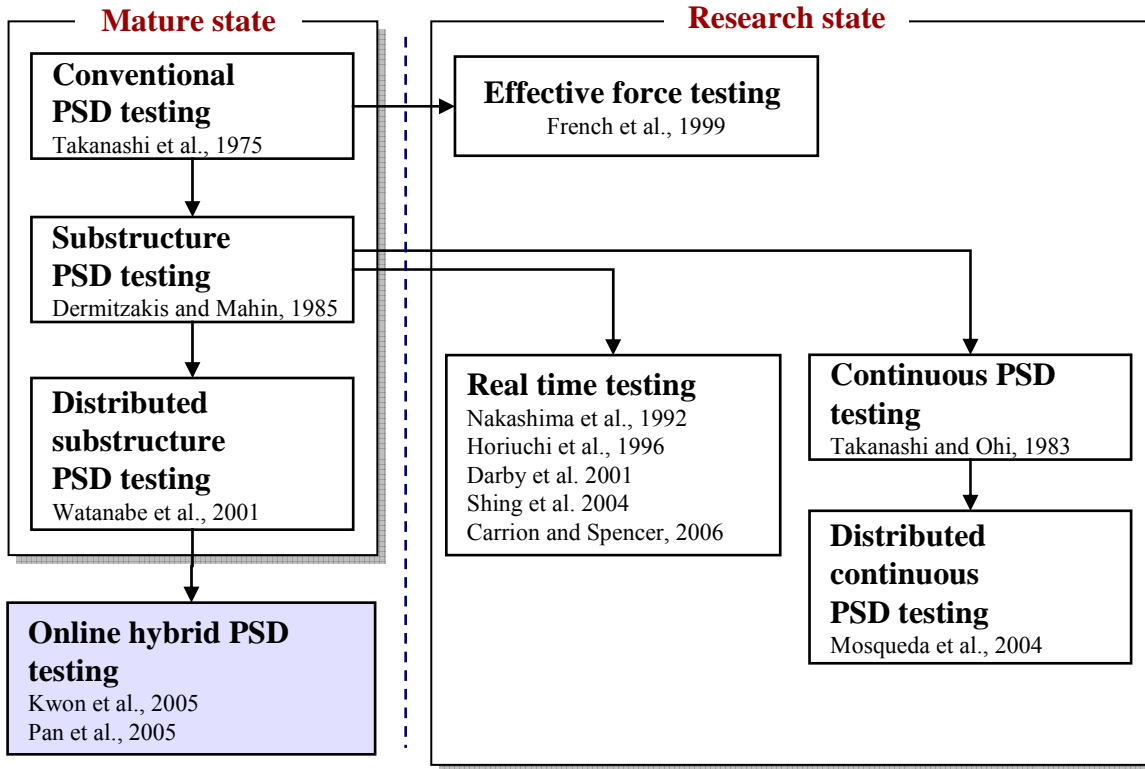 Mature state
Conventional
PSD testing
Takanashi et al., 1975
Substructure
PSD testing
Dermitzakis and Mahin, 1985
Distributed
substructure
PSD testing
Watanabe et al., 2001
Online hybrid PSD
testing
Kwon et al., 2005
Pan et al., 2005
Research state
Effective force testing
French et al., 1999
Real time testing
Nakashima et al., 1992
Horiuchi et al., 1996
Darby et al. 2001
Shing et al. 2004
Carrion and Spencer, 2006
Continuous PSD
testing
Takanashi and Ohi, 1983
Distributed
continuous
PSD testing
Mosqueda et al., 2004